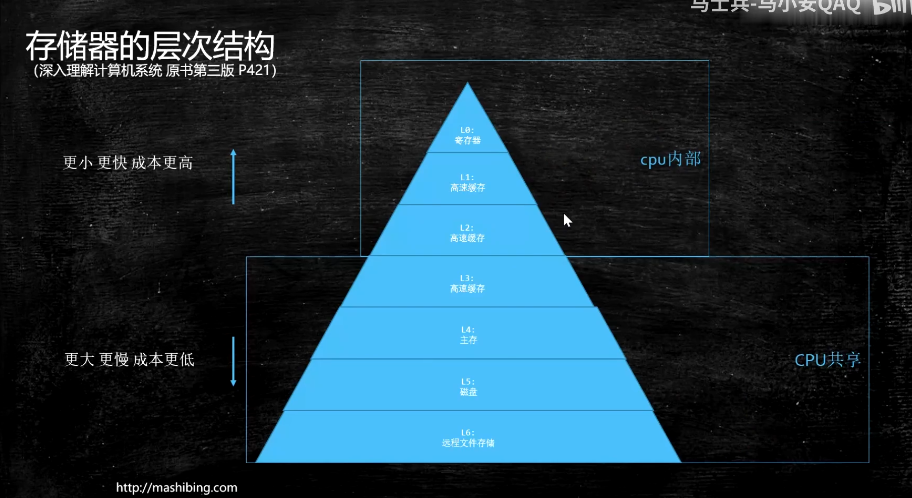 马士兵-马小安QAQ
存储器的层次结构
(深入理解计算机系统 原书第三版 P421)
L0:
寄存器
更小 更快 成本更高
cpu内部
L1:
高速缓存
L2:
高速缓存
L3:
高速缓存
L4:
主存
更大 更慢 成本更低
CPU共享
L5:
磁盘
L6:
远程文件存储
http://mashibing.com